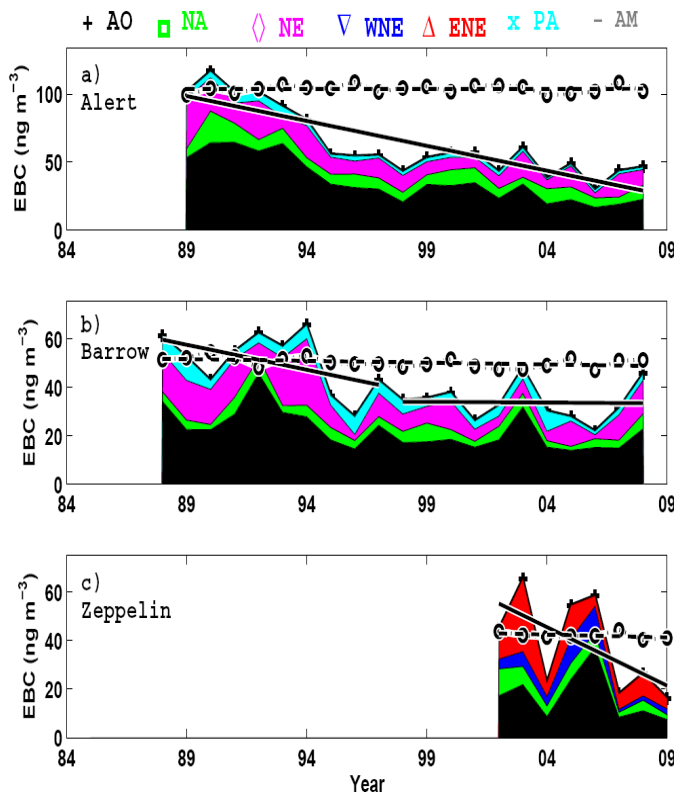 + AO NA NE WNE ENE x PA - AM
a)
Alert
EBC (ng m⁻³)
100
50
0
84 89 94 99 04 09
b)
Barrow
EBC (ng m⁻³)
60
40
20
0
84 89 94 99 04 09
c)
Zeppelin
EBC (ng m⁻³)
60
40
20
0
84 89 94 99 04 09
Year